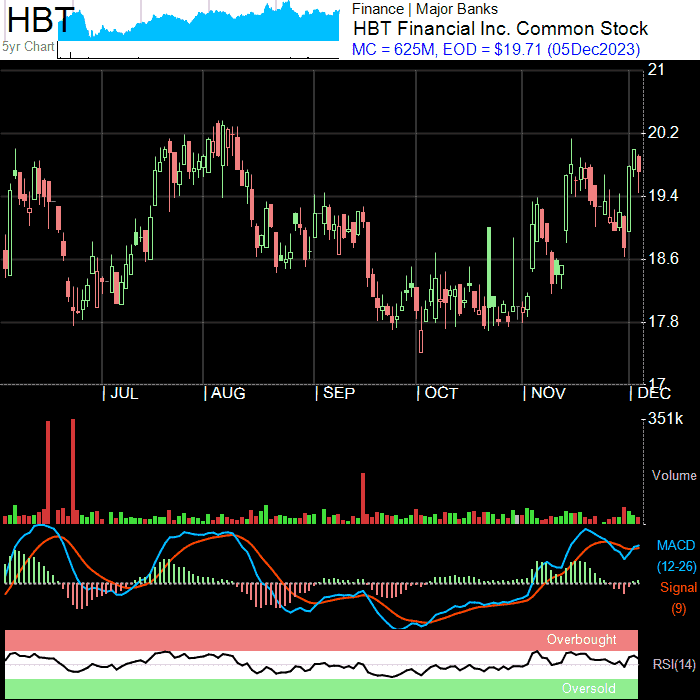 HBT
5yr Chart
Finance | Major Banks
HBT Financial Inc. Common Stock
MC = 625M, EOD = $19.71 (05Dec2023)
21
20.2
19.4
18.6
17.8
17
JUL AUG SEP OCT NOV DEC
351k
Volume
MACD
(12-26)
Signal
(9)
Overbought
RSI(14)
Oversold